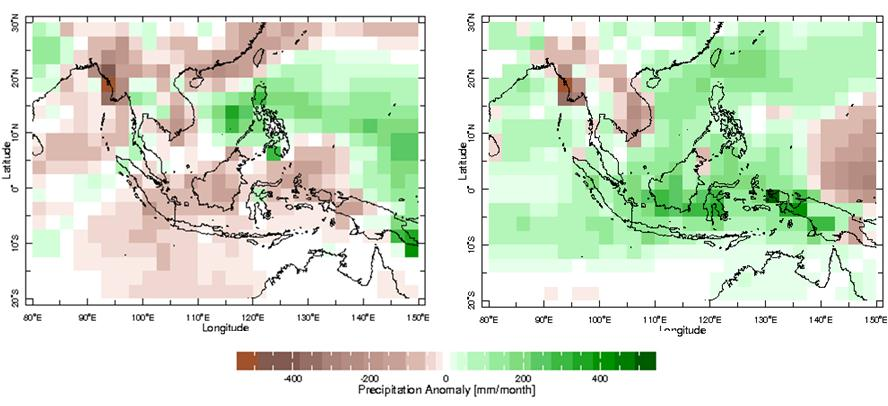 30°N
20°N
10°N
0°
10°S
20°S
Latitude
80°E 90°E 100°E 110°E 120°E 130°E 140°E 150°E
Longitude
30°N
20°N
10°N
0°
10°S
20°S
Latitude
80°E 90°E 100°E 110°E 120°E 130°E 140°E 150°E
Longitude
-400 -200 0 200 400
Precipitation Anomaly [mm/month]